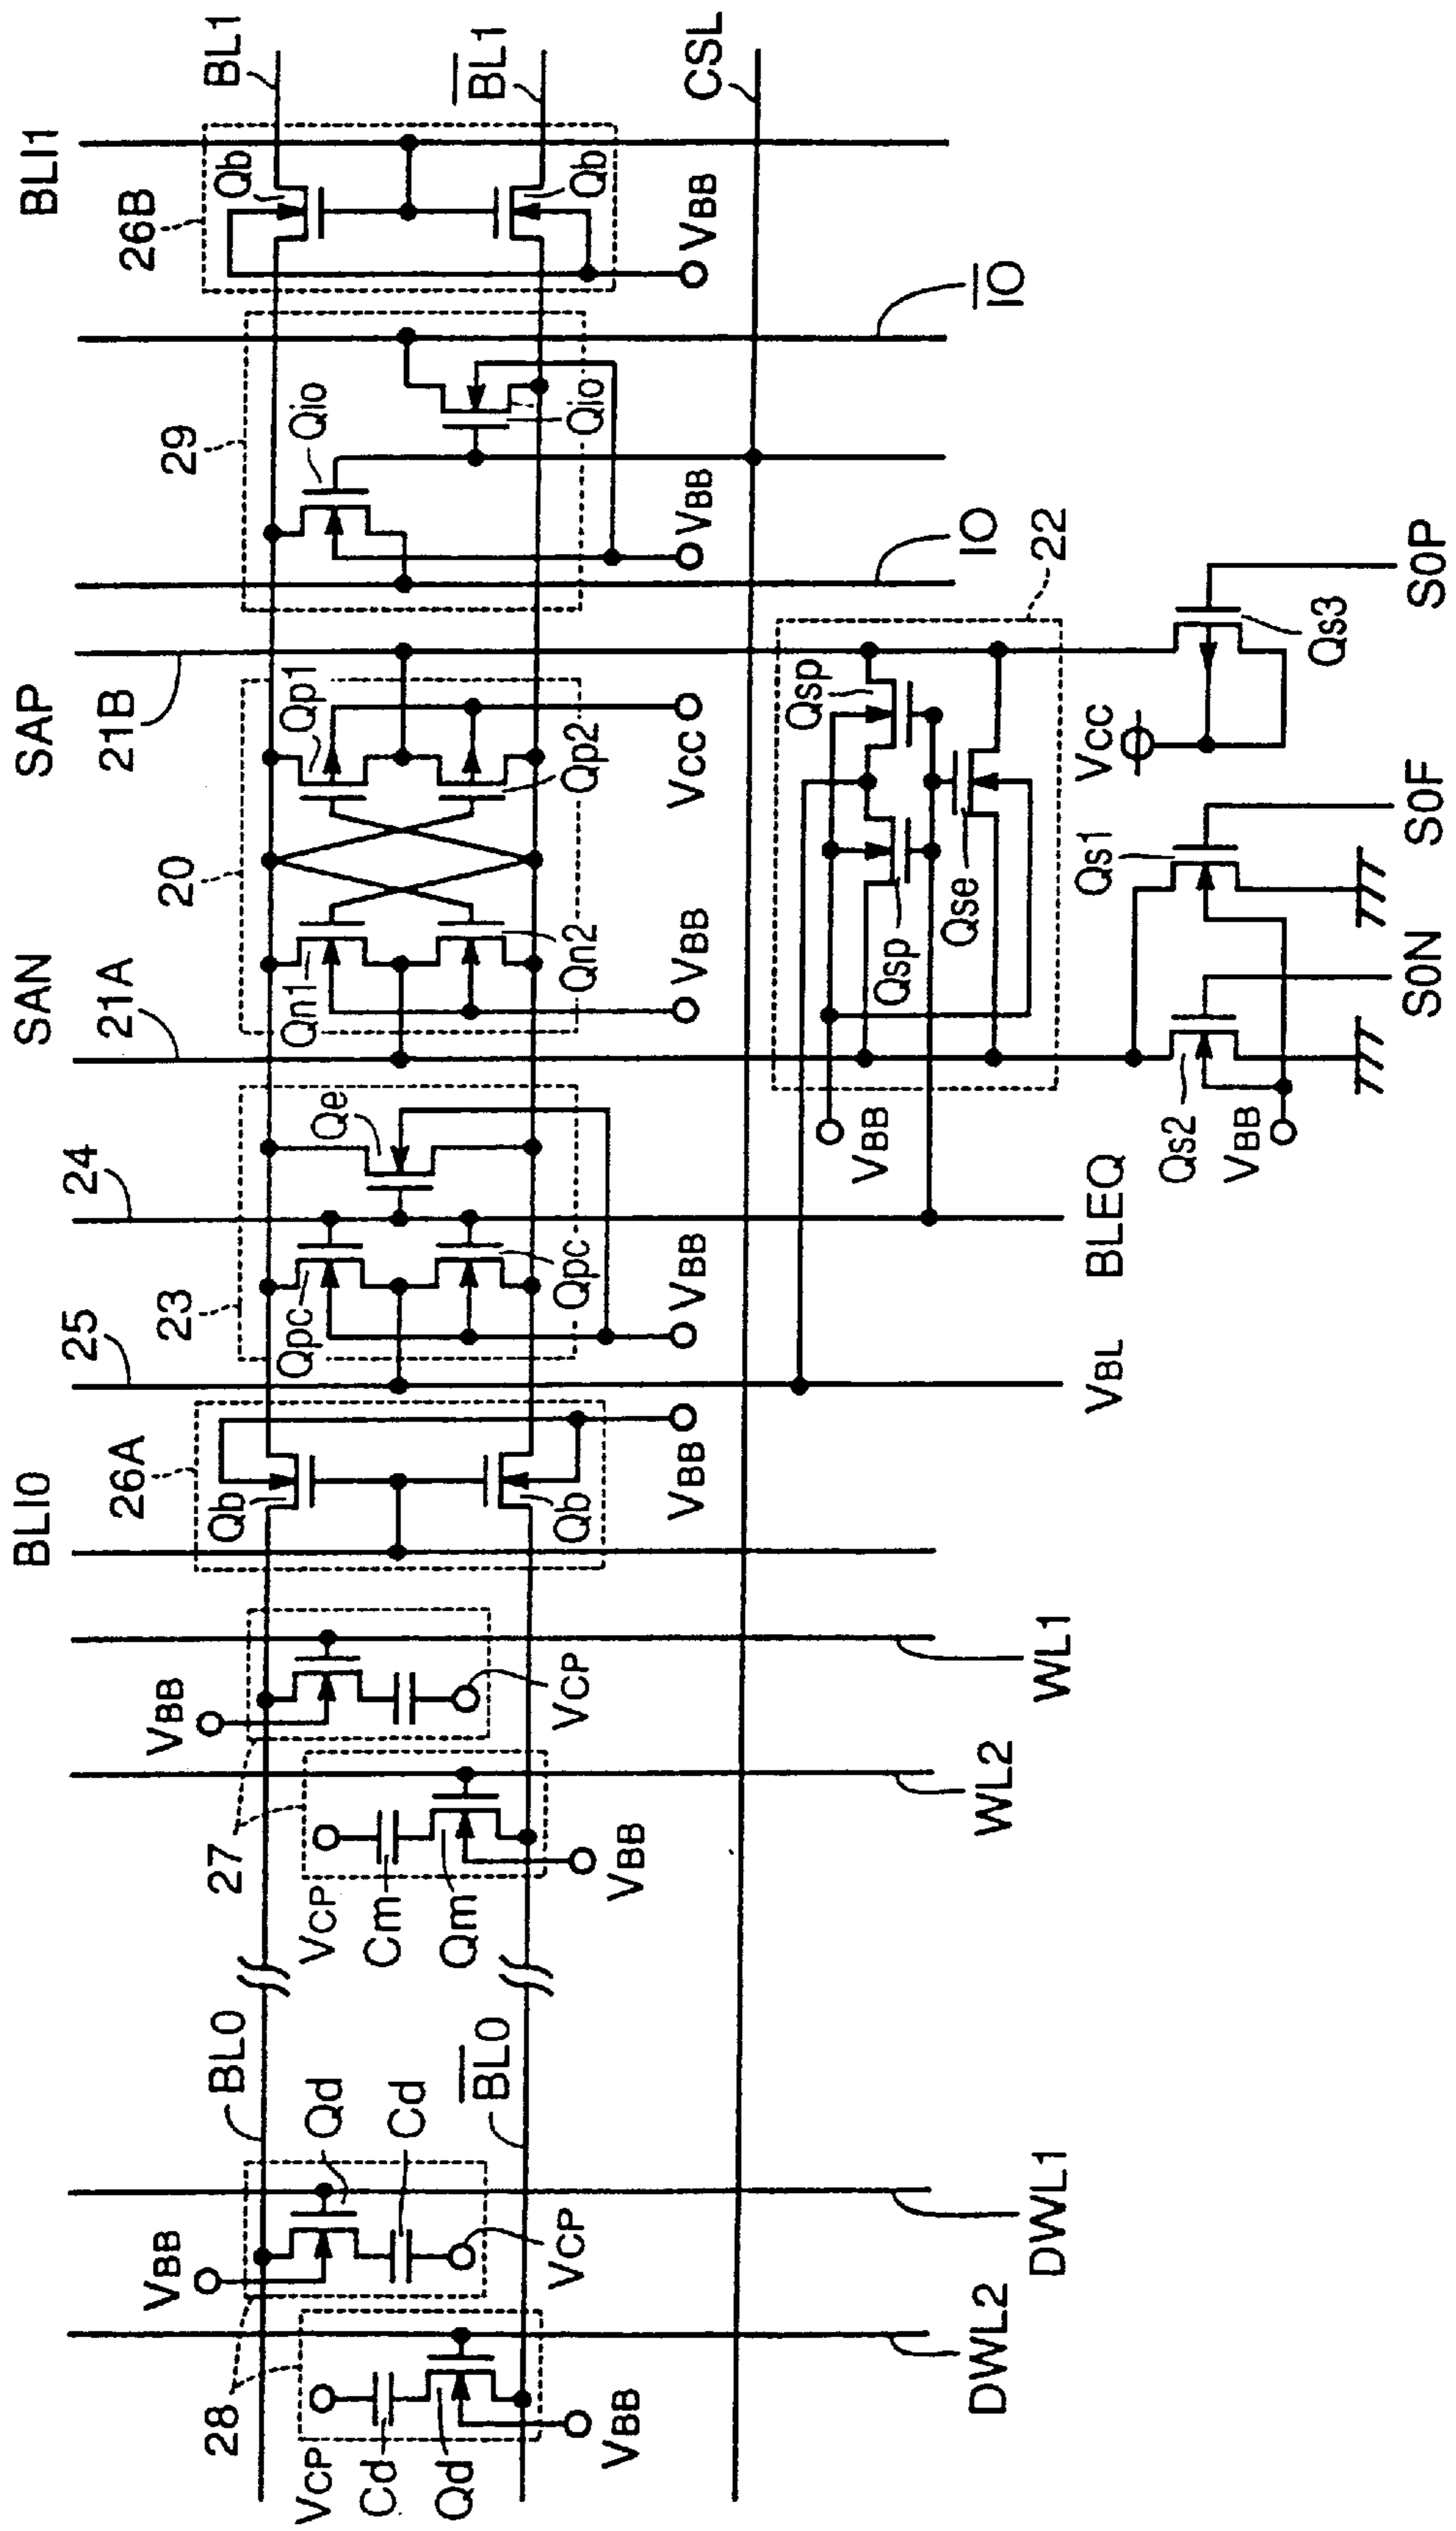 BLI0
SAN
SAP
BLI1
25
24
21A
21B
26A
23
20
29
26B
27
28
BL0
BL1
Qb
Qpc
Qe
Qn1
Qp1
Qio
Qb
VBB
VBB
Qd
Cd
VCP
VCP
VCP
Cm
Qm
VCP
Cd
Qd
BL0
Qb
Qpc
Qn2
Qp2
Qio
Qb
BL1
VBB
VBB
VBB
VBB
VBB
VCC
VBB
VBB
CSL
DWL2
DWL1
WL2
WL1
VBL
BLEQ
VBB
Qsp
Qsp
Qse
22
IO
IO
Qs2
VBB
Qs1
VCC
Qs3
S0N
S0F
S0P